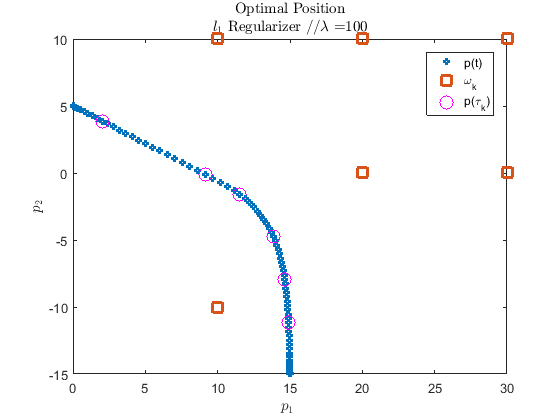 Optimal Position
l₁ Regularizer //λ =100
10
5
0
-5
-10
-15
p₂
0
5
10
15
20
25
30
p₁
p(t)
ωₖ
p(τₖ)